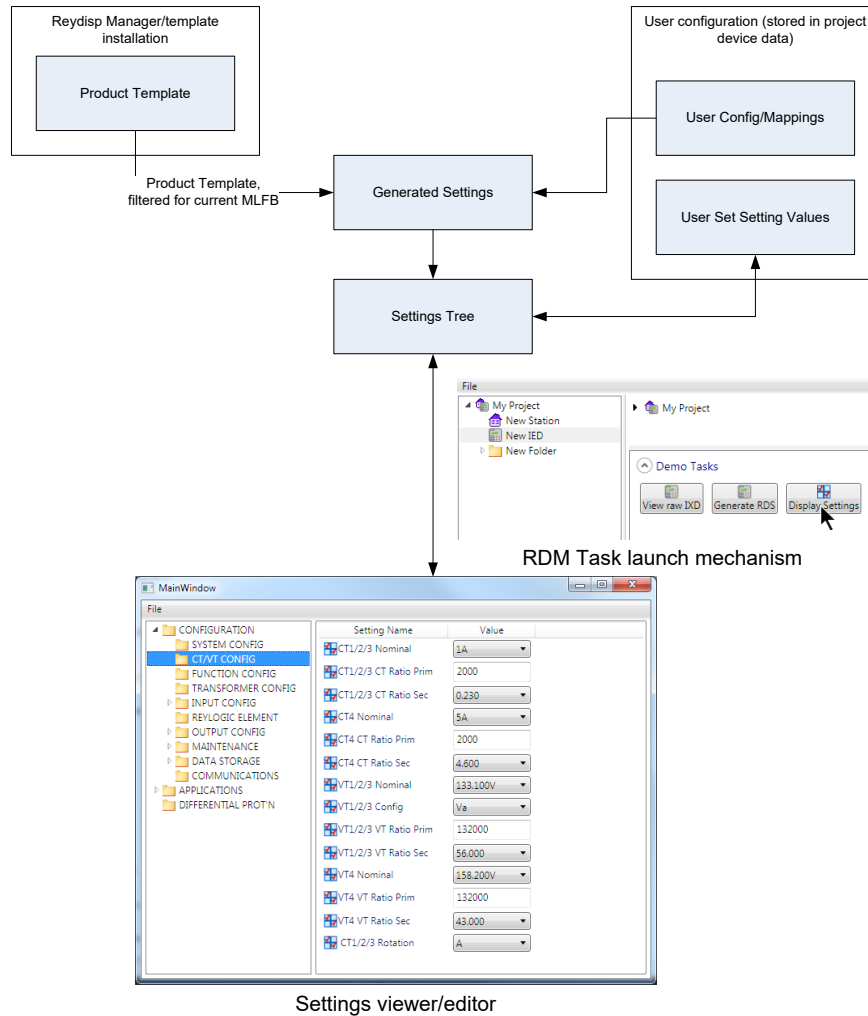 Reydisp Manager/template
installation
Product Template
Product Template,
filtered for current MLFB
Generated Settings
User configuration (stored in project
device data)
User Config/Mappings
User Set Setting Values
Settings Tree
File
My Project
New Station
New IED
New Folder
My Project
Demo Tasks
View raw IXD
Generate RDS
Display Settings
RDM Task launch mechanism
MainWindow
File
CONFIGURATION
SYSTEM CONFIG
CT/VT CONFIG
FUNCTION CONFIG
TRANSFORMER CONFIG
INPUT CONFIG
REYLOGIC ELEMENT
OUTPUT CONFIG
MAINTENANCE
DATA STORAGE
COMMUNICATIONS
APPLICATIONS
DIFFERENTIAL PROT'N
Setting Name Value
CT1/2/3 Nominal 1A
CT1/2/3 CT Ratio Prim 2000
CT1/2/3 CT Ratio Sec 0.230
CT4 Nominal 5A
CT4 CT Ratio Prim 2000
CT4 CT Ratio Sec 4.600
VT1/2/3 Nominal 133.100V
VT1/2/3 Config Va
VT1/2/3 VT Ratio Prim 132000
VT1/2/3 VT Ratio Sec 56.000
VT4 Nominal 158.200V
VT4 VT Ratio Prim 132000
VT4 VT Ratio Sec 43.000
CT1/2/3 Rotation A
Settings viewer/editor